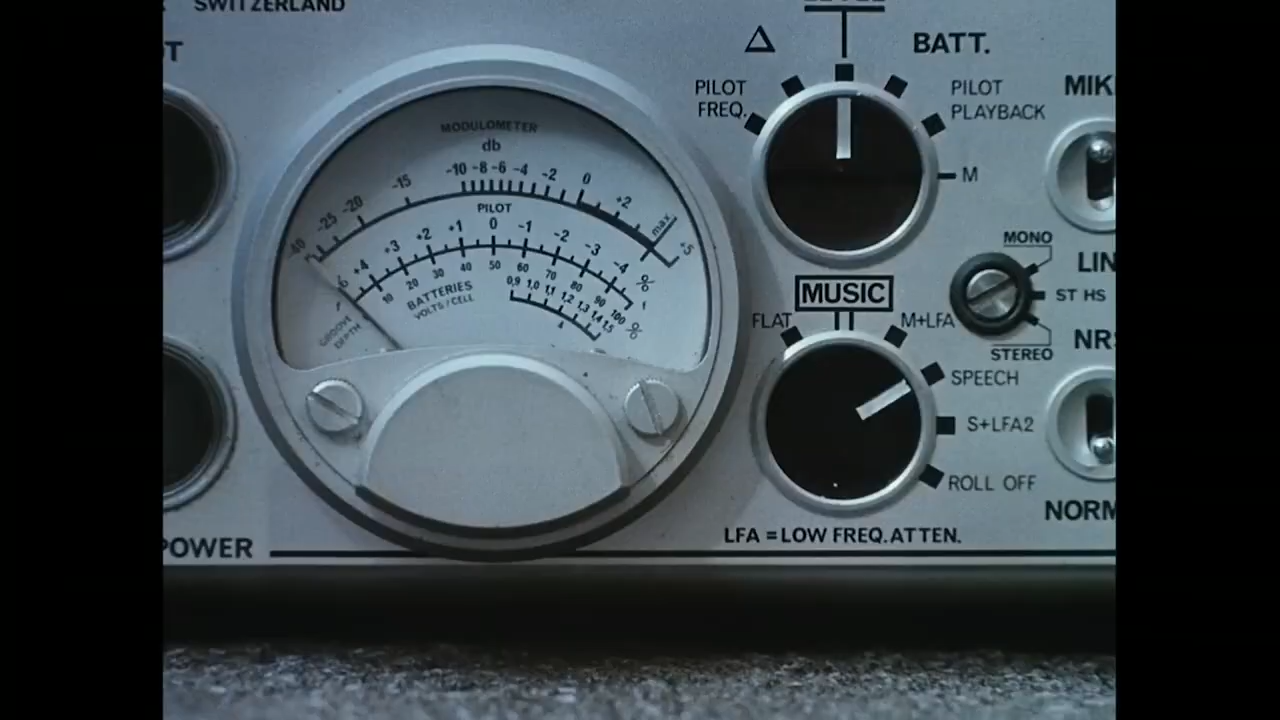 SWITZERLAND
LEVEL
BATT.
PILOT
FREQ.
PILOT
PLAYBACK
M
MIK
MODULOMETER
db
-40 -25 -20 -15 -10 -8 -6 -4 -2 0 +2 max +5
PILOT
+4 +3 +2 +1 0 -1 -2 -3 -4 %
10 20 30 40 50 60 70 80 90 100 %
BATTERIES
VOLTS/CELL
0,9 1,0 1,1 1,2 1,3 1,4 1,5
GROOVE
DEPTH
MONO
ST HS
STEREO
LIN
MUSIC
FLAT
M+LFA
SPEECH
S+LFA2
ROLL OFF
NR
NORM
LFA = LOW FREQ. ATTEN.
POWER